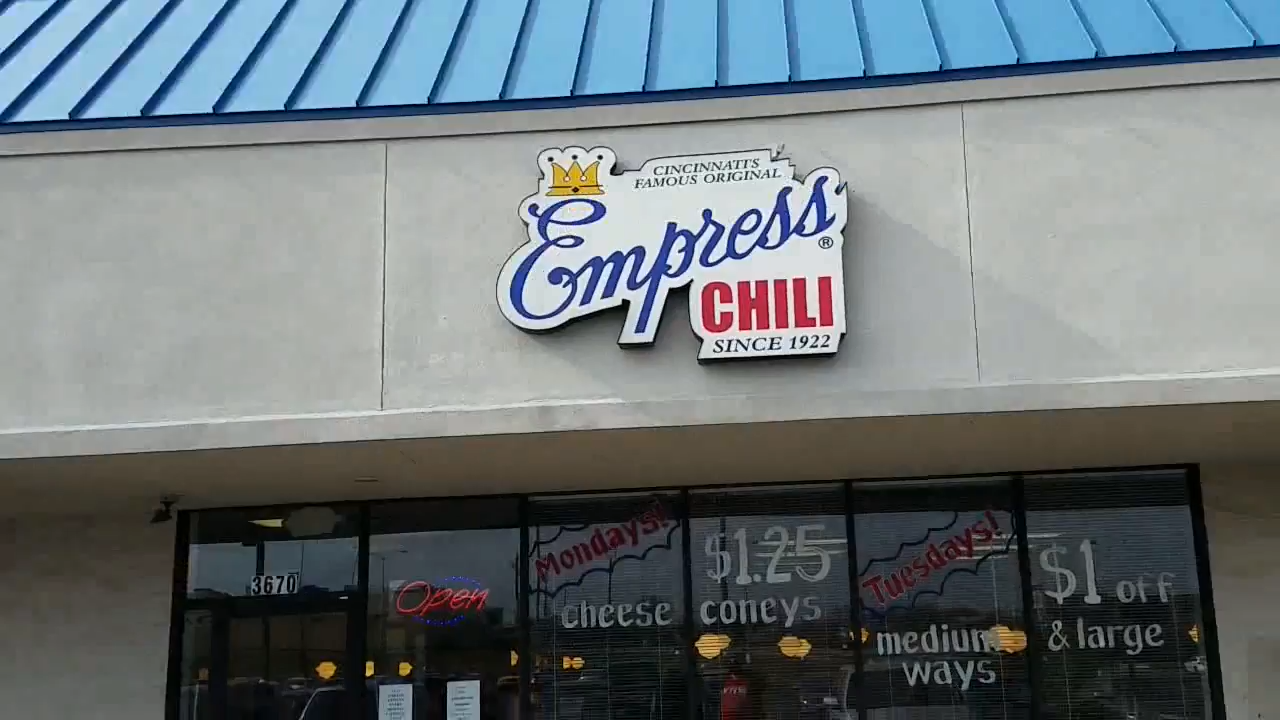 CINCINNATI'S
FAMOUS ORIGINAL
Empress®
CHILI
SINCE 1922
3670
Open
Mondays!
$1.25
cheese coneys
Tuesdays!
$1 off
medium & large
ways